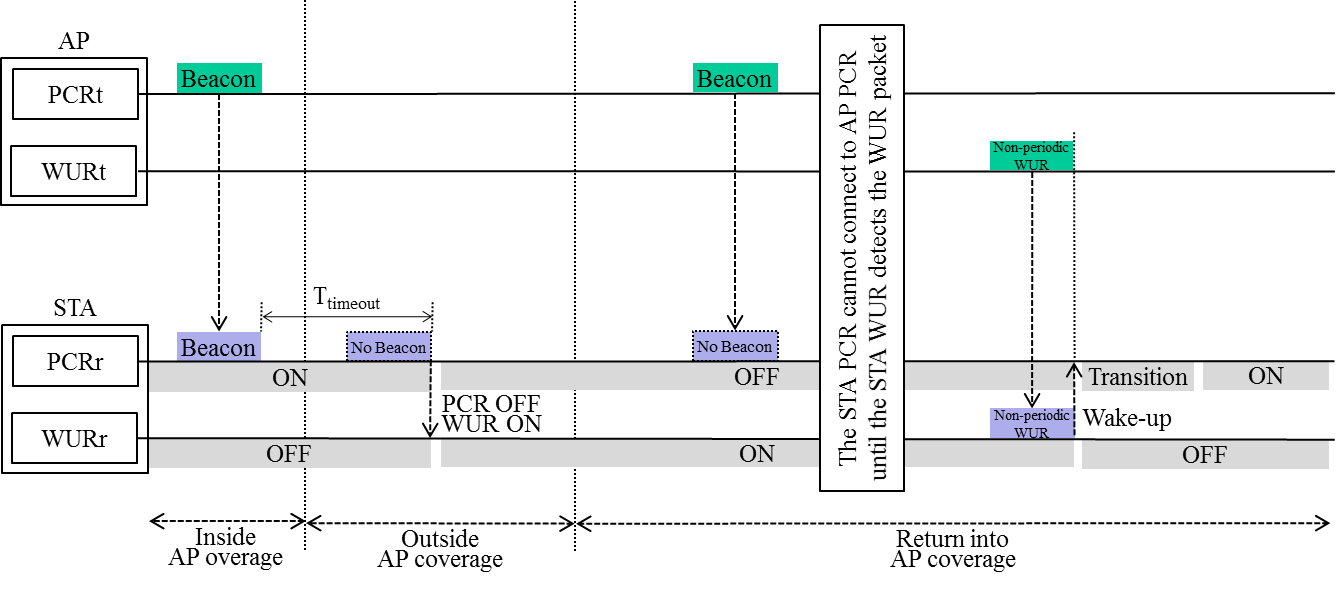 AP
PCRt
Beacon
Beacon
WURt
Non-periodic
WUR
The STA PCR cannot connect to AP PCR
until the STA WUR detects the WUR packet
STA
Ttimeout
PCRr
Beacon
No Beacon
No Beacon
ON
OFF
Transition
ON
PCR OFF
WUR ON
WURr
Non-periodic
WUR
Wake-up
OFF
ON
OFF
Inside
AP overage
Outside
AP coverage
Return into
AP coverage